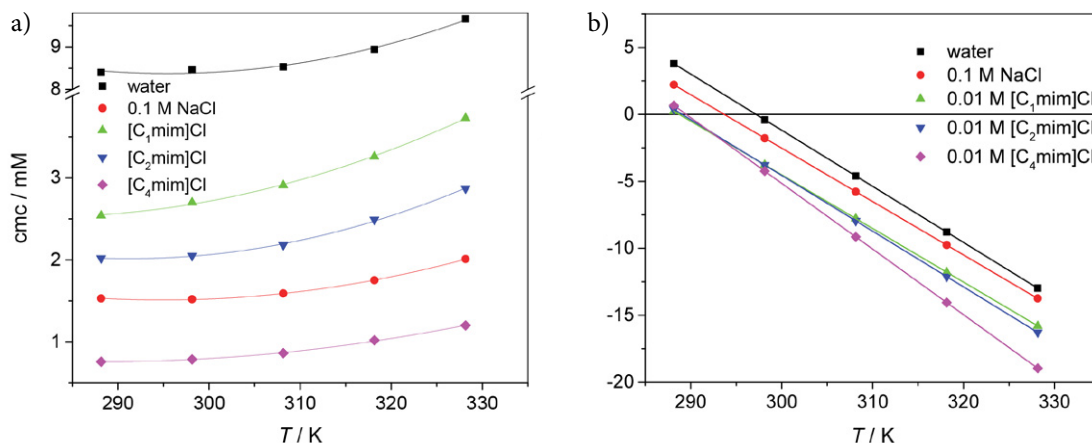 a)
9
8
3
2
1
cmc / mM
water
0.1 M NaCl
[C₁mim]Cl
[C₂mim]Cl
[C₄mim]Cl
290 300 310 320 330
T / K
b)
5
0
-5
-10
-15
-20
water
0.1 M NaCl
0.01 M [C₁mim]Cl
0.01 M [C₂mim]Cl
0.01 M [C₄mim]Cl
290 300 310 320 330
T / K